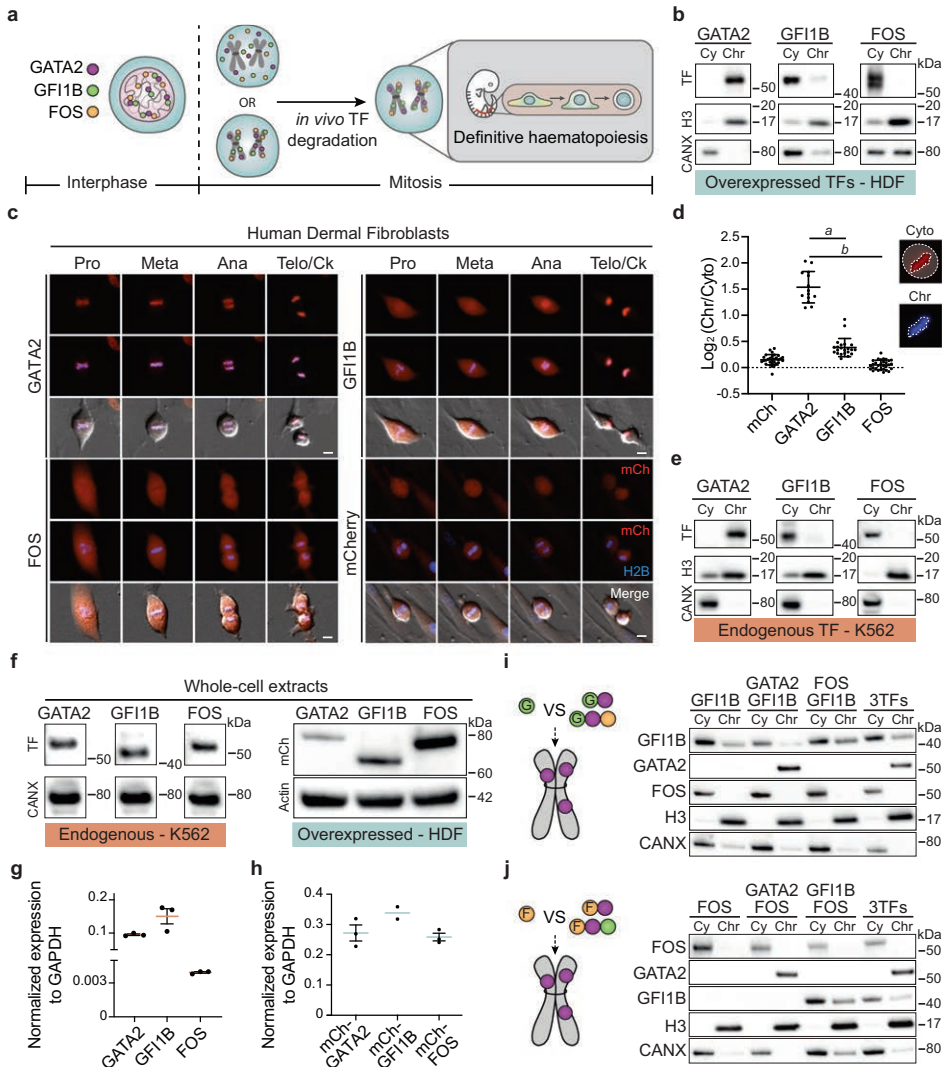 a
GATA2
GFI1B
FOS
OR
in vivo TF
degradation
Definitive haematopoiesis
Interphase
Mitosis
b
GATA2 GFI1B FOS
Cy Chr Cy Chr Cy Chr kDa
TF
50 40 50
H3
20 20
17 17 17
CANX
80 80 80
Overexpressed TFs - HDF
c
Human Dermal Fibroblasts
Pro Meta Ana Telo/Ck Pro Meta Ana Telo/Ck
GATA2
GFI1B
FOS
mCherry
mCh
mCh
H2B
Merge
d
Log2 (Chr/Cyto)
2.5
2.0
1.5
1.0
0.5
0.0
-0.5
a
b
mCh
GATA2
GFI1B
FOS
Cyto
Chr
e
GATA2 GFI1B FOS
Cy Chr Cy Chr Cy Chr kDa
TF
50 40 50
H3
20 20
17 17 17
CANX
80 80 80
Endogenous TF - K562
f
Whole-cell extracts
GATA2 GFI1B FOS kDa
TF
50 40 50
CANX
80 80 80
Endogenous - K562
GATA2 GFI1B FOS kDa
mCh
80
60
Actin
42
Overexpressed - HDF
g
Normalized expression
to GAPDH
0.2
0.1
0.003
0
GATA2
GFI1B
FOS
h
Normalized expression
to GAPDH
0.4
0.3
0.2
0.1
0
mCh-
GATA2
mCh-
GFI1B
mCh-
FOS
i
G VS G
G
GATA2 FOS
GFI1B GFI1B GFI1B 3TFs
Cy Chr Cy Chr Cy Chr Cy Chr kDa
GFI1B 40
GATA2 50
FOS 50
H3 17
CANX 80
j
F VS F
F
GATA2 GFI1B
FOS FOS FOS 3TFs
Cy Chr Cy Chr Cy Chr Cy Chr kDa
FOS 50
GATA2 50
GFI1B 40
H3 17
CANX 80